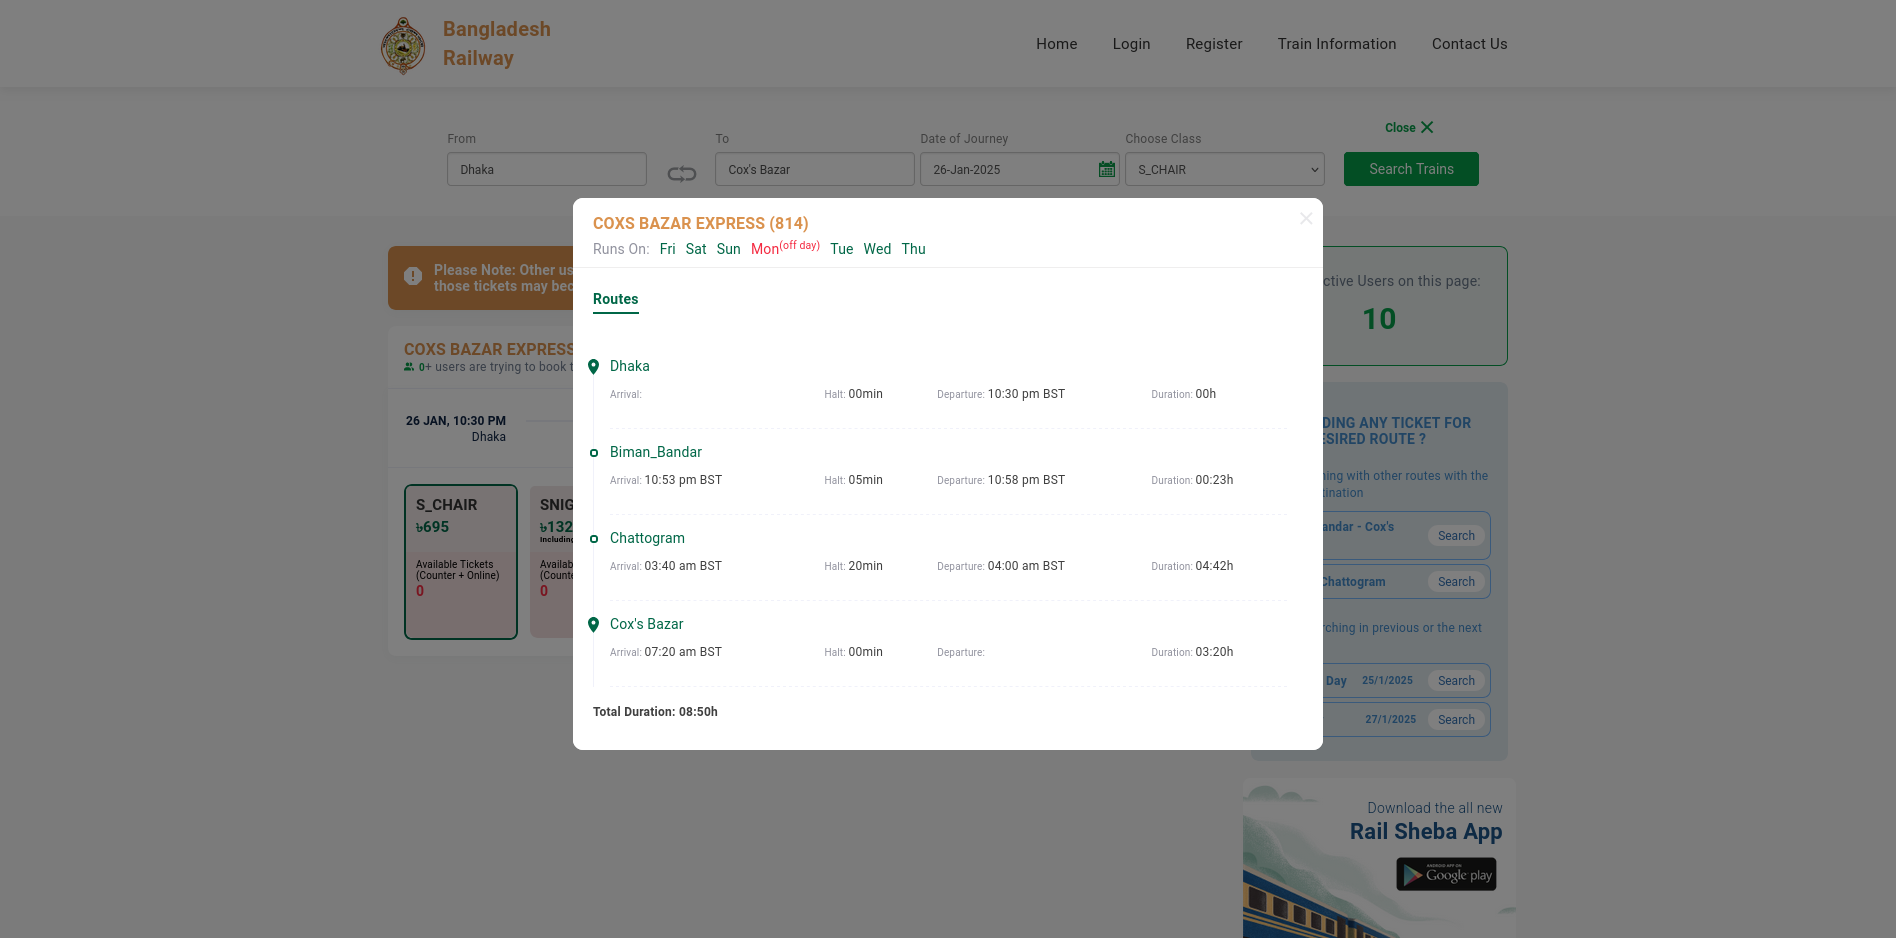 Bangladesh
Railway
Home Login Register Train Information Contact Us
From To Date of Journey Choose Class Close
Dhaka Cox's Bazar 26-Jan-2025 S_CHAIR Search Trains
COXS BAZAR EXPRESS (814)
Runs On: Fri Sat Sun Mon(off day) Tue Wed Thu
Routes
Dhaka
Arrival: Halt: 00min Departure: 10:30 pm BST Duration: 00h
Biman_Bandar
Arrival: 10:53 pm BST Halt: 05min Departure: 10:58 pm BST Duration: 00:23h
Chattogram
Arrival: 03:40 am BST Halt: 20min Departure: 04:00 am BST Duration: 04:42h
Cox's Bazar
Arrival: 07:20 am BST Halt: 00min Departure: Duration: 03:20h
Total Duration: 08:50h
Please Note: Other us
those tickets may bec
COXS BAZAR EXPRESS
0+ users are trying to book t
26 JAN, 10:30 PM
Dhaka
S_CHAIR
৳695
Available Tickets
(Counter + Online)
0
SNIG
৳132
Including
Availab
(Counte
0
ctive Users on this page:
10
DING ANY TICKET FOR
ESIRED ROUTE ?
ning with other routes with the
tination
andar - Cox's
Search
Chattogram Search
rching in previous or the next
Day 25/1/2025 Search
27/1/2025 Search
Download the all new
Rail Sheba App
ANDROID APP ON
Google play